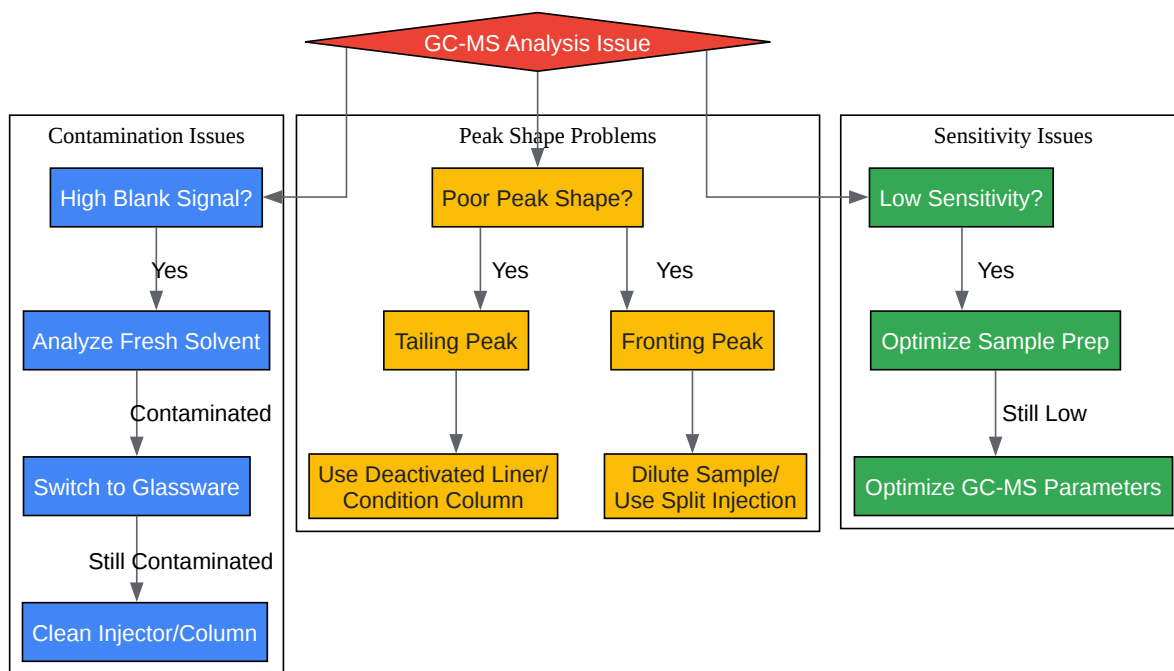 GC-MS Analysis Issue
Contamination Issues
High Blank Signal?
Yes
Analyze Fresh Solvent
Contaminated
Switch to Glassware
Still Contaminated
Clean Injector/Column
Peak Shape Problems
Poor Peak Shape?
Yes
Yes
Tailing Peak
Fronting Peak
Use Deactivated Liner/
Condition Column
Dilute Sample/
Use Split Injection
Sensitivity Issues
Low Sensitivity?
Yes
Optimize Sample Prep
Still Low
Optimize GC-MS Parameters